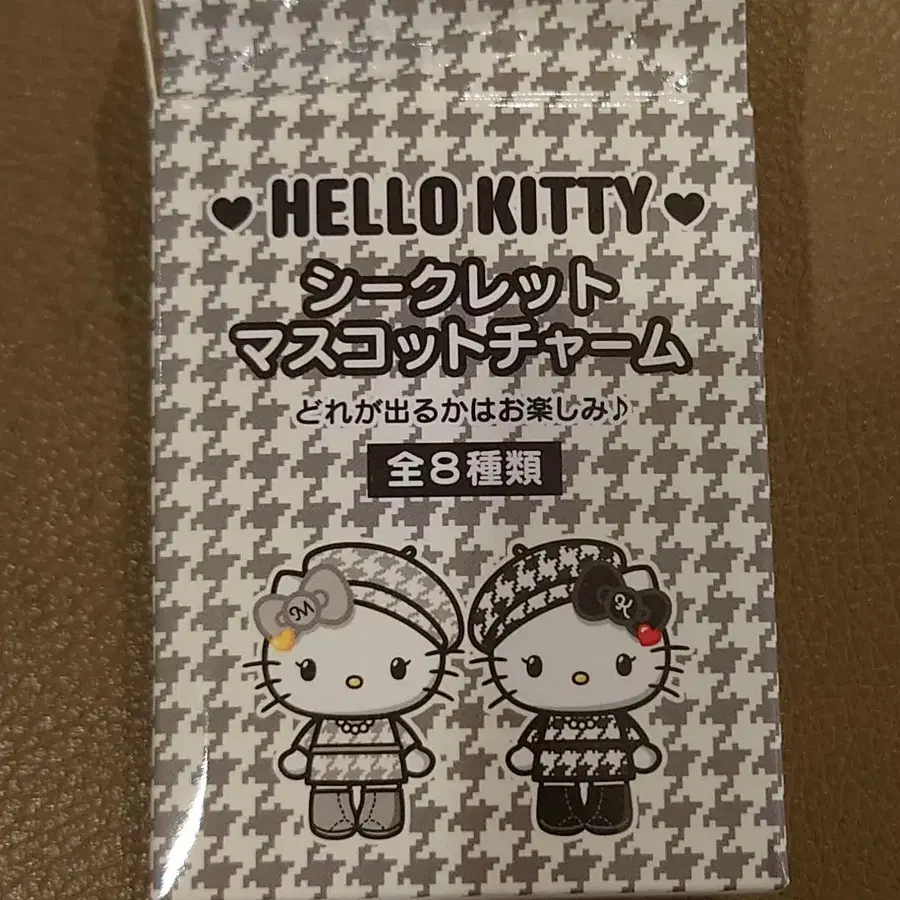 ♥HELLO KITTY♥
シークレット
マスコットチャーム
どれが出るかはお楽しみ♪
全8種類
M
K